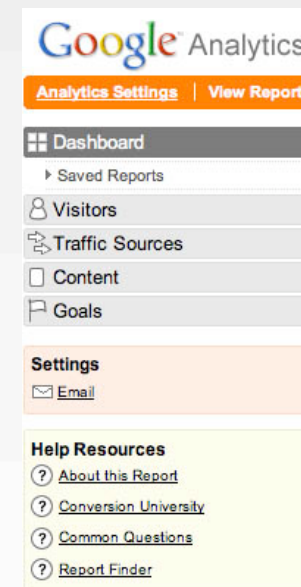 Google Analytics
Analytics Settings | View Report
Dashboard
Saved Reports
Visitors
Traffic Sources
Content
Goals
Settings
Email
Help Resources
? About this Report
? Conversion University
? Common Questions
? Report Finder